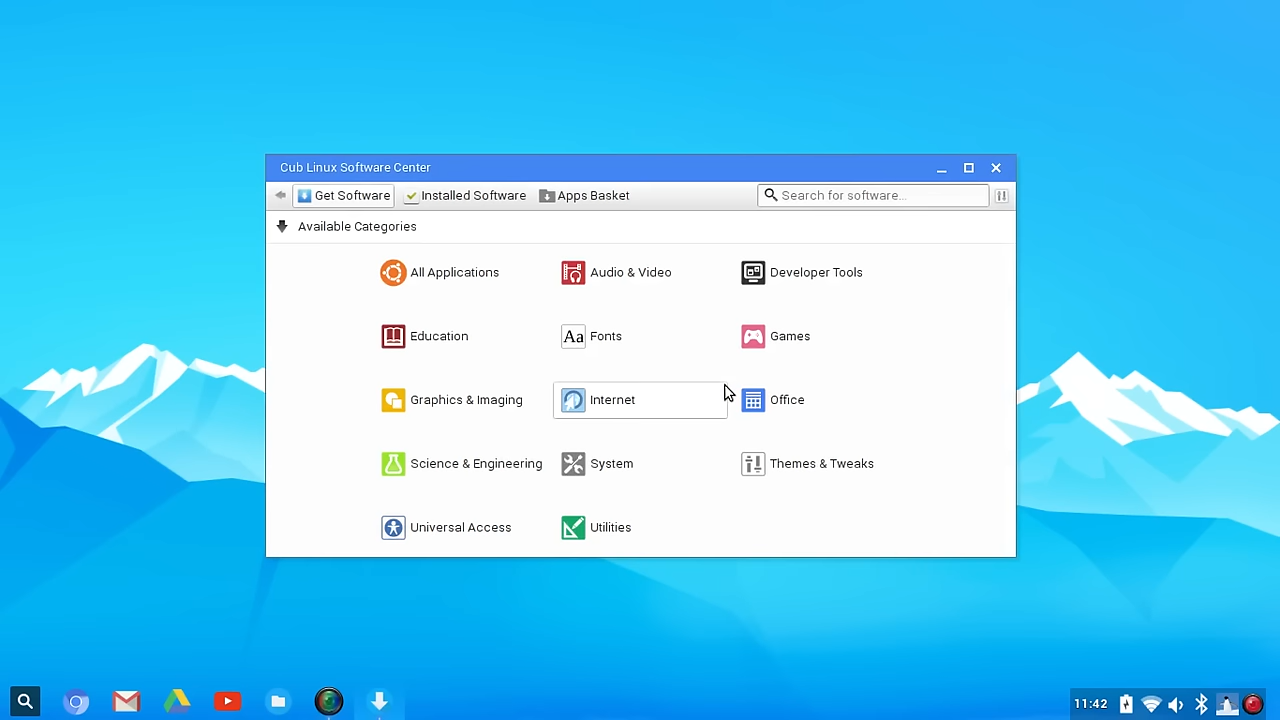 Cub Linux Software Center
Get Software Installed Software Apps Basket Search for software...
Available Categories
All Applications Audio & Video Developer Tools
Education Aa Fonts Games
Graphics & Imaging Internet Office
Science & Engineering System Themes & Tweaks
Universal Access Utilities
11:42